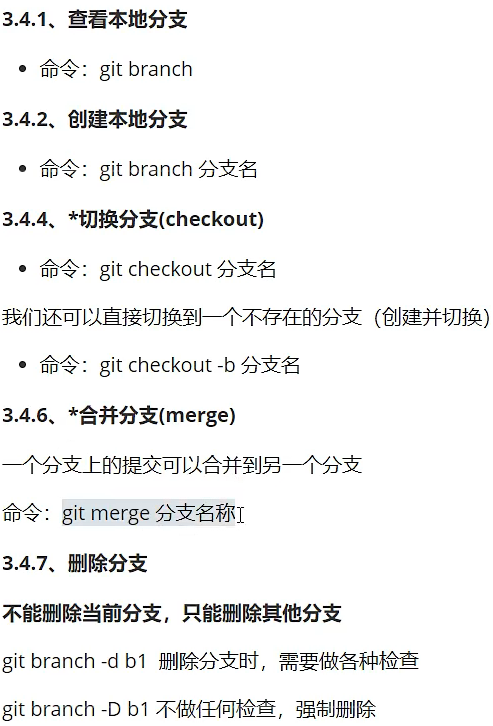 3.4.1、查看本地分支
命令：git branch
3.4.2、创建本地分支
命令：git branch 分支名
3.4.4、*切换分支(checkout)
命令：git checkout 分支名
我们还可以直接切换到一个不存在的分支（创建并切换）
命令：git checkout -b 分支名
3.4.6、*合并分支(merge)
一个分支上的提交可以合并到另一个分支
命令：git merge 分支名称
3.4.7、删除分支
不能删除当前分支，只能删除其他分支
git branch -d b1 删除分支时，需要做各种检查
git branch -D b1 不做任何检查，强制删除